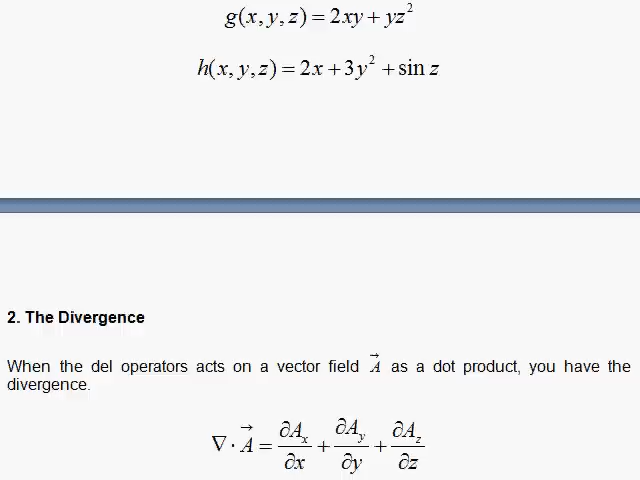 g(x, y, z) = 2xy + yz²
h(x, y, z) = 2x + 3y² + sin z
2. The Divergence
When the del operators acts on a vector field A⃗ as a dot product, you have the
divergence.
∇ · A⃗ = ∂Aₓ/∂x + ∂A_y/∂y + ∂A_z/∂z